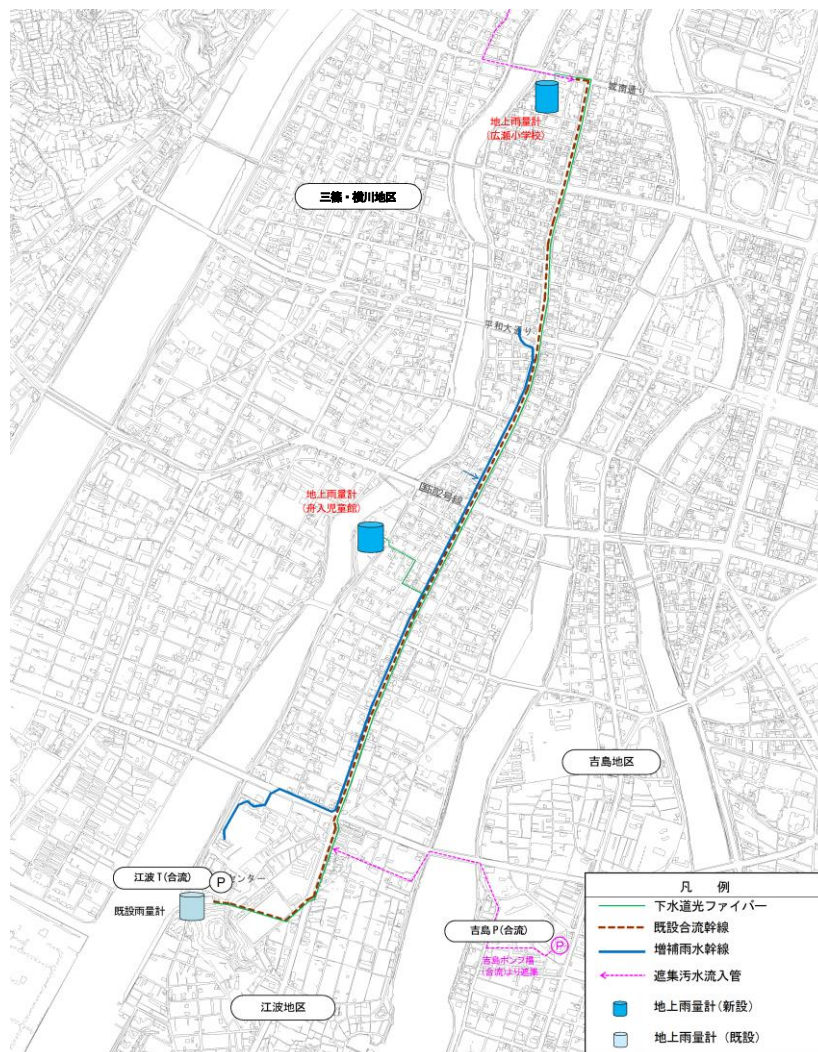 城南通り
地上雨量計
(広瀬小学校)
三篠・横川地区
平和大通り
国道2号線
地上雨量計
(舟入児童館)
吉島地区
江波T(合流)
P
センター
既設雨量計
吉島P(合流)
P
吉島ポンプ場
(合流)より遮集
江波地区
凡 例
下水道光ファイバー
既設合流幹線
増補雨水幹線
遮集汚水流入管
地上雨量計(新設)
地上雨量計 (既設)